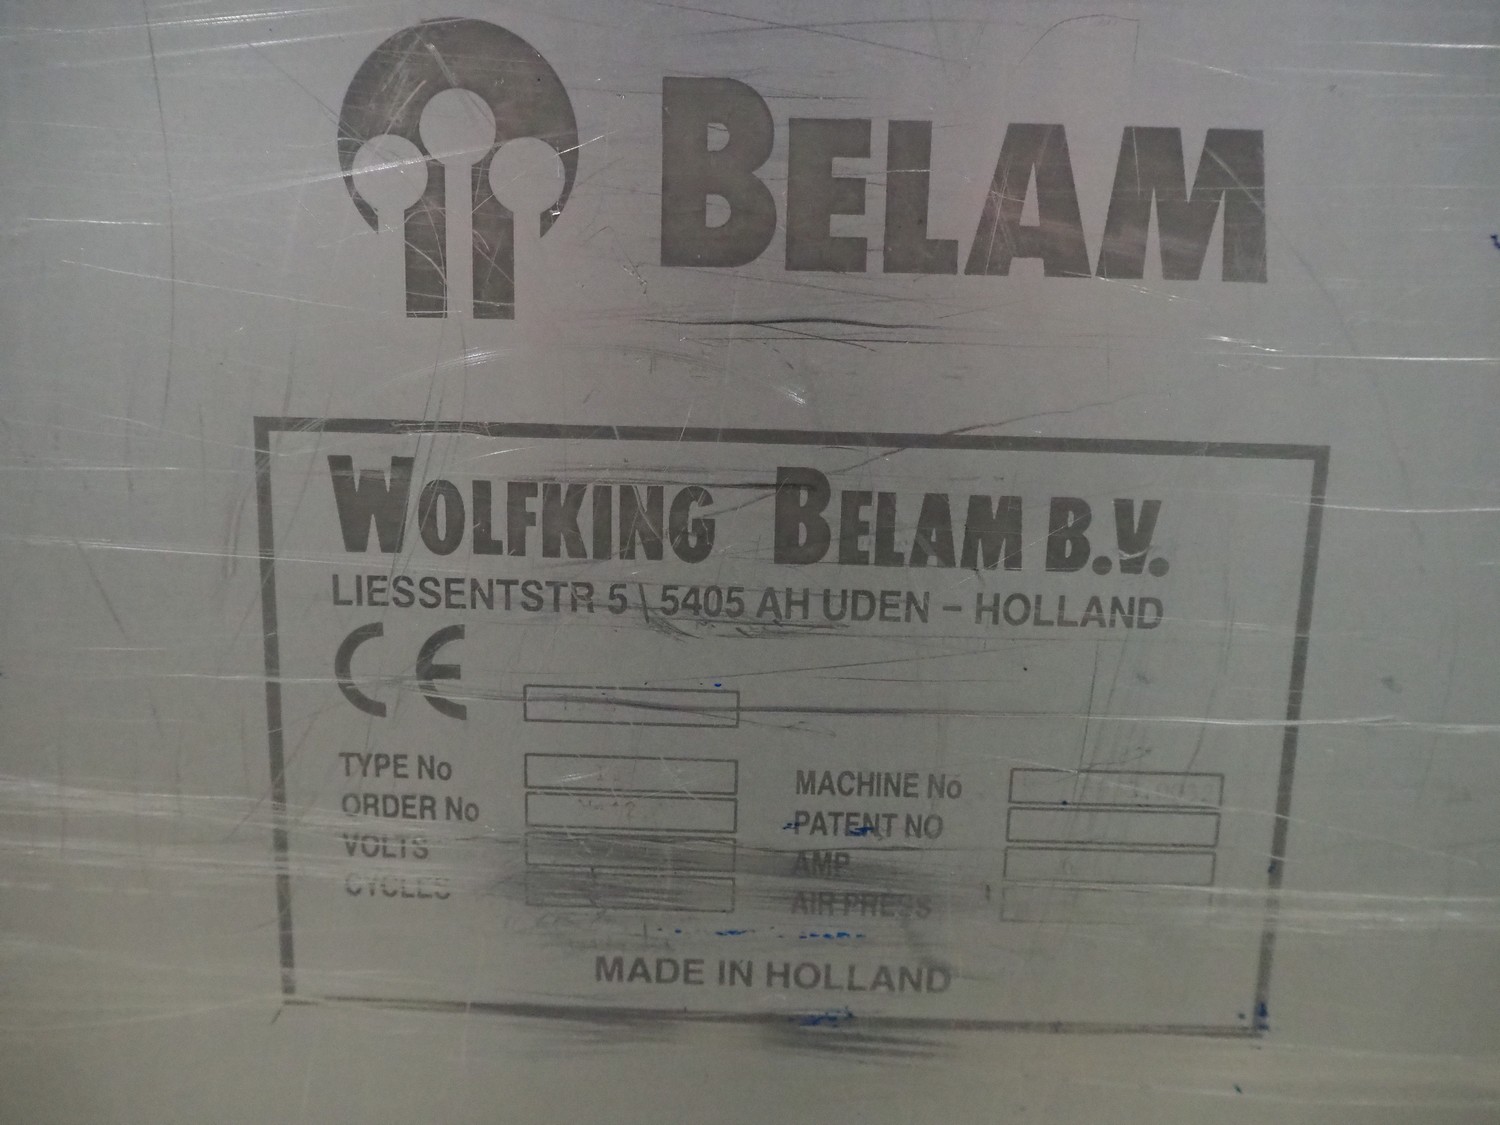 BELAM
WOLFKING BELAM B.V.
LIESSENTSTR 5 \ 5405 AH UDEN – HOLLAND
CE
TYPE No MACHINE No
ORDER No PATENT NO
VOLTS AMP
CYCLES AIR PRESS
MADE IN HOLLAND